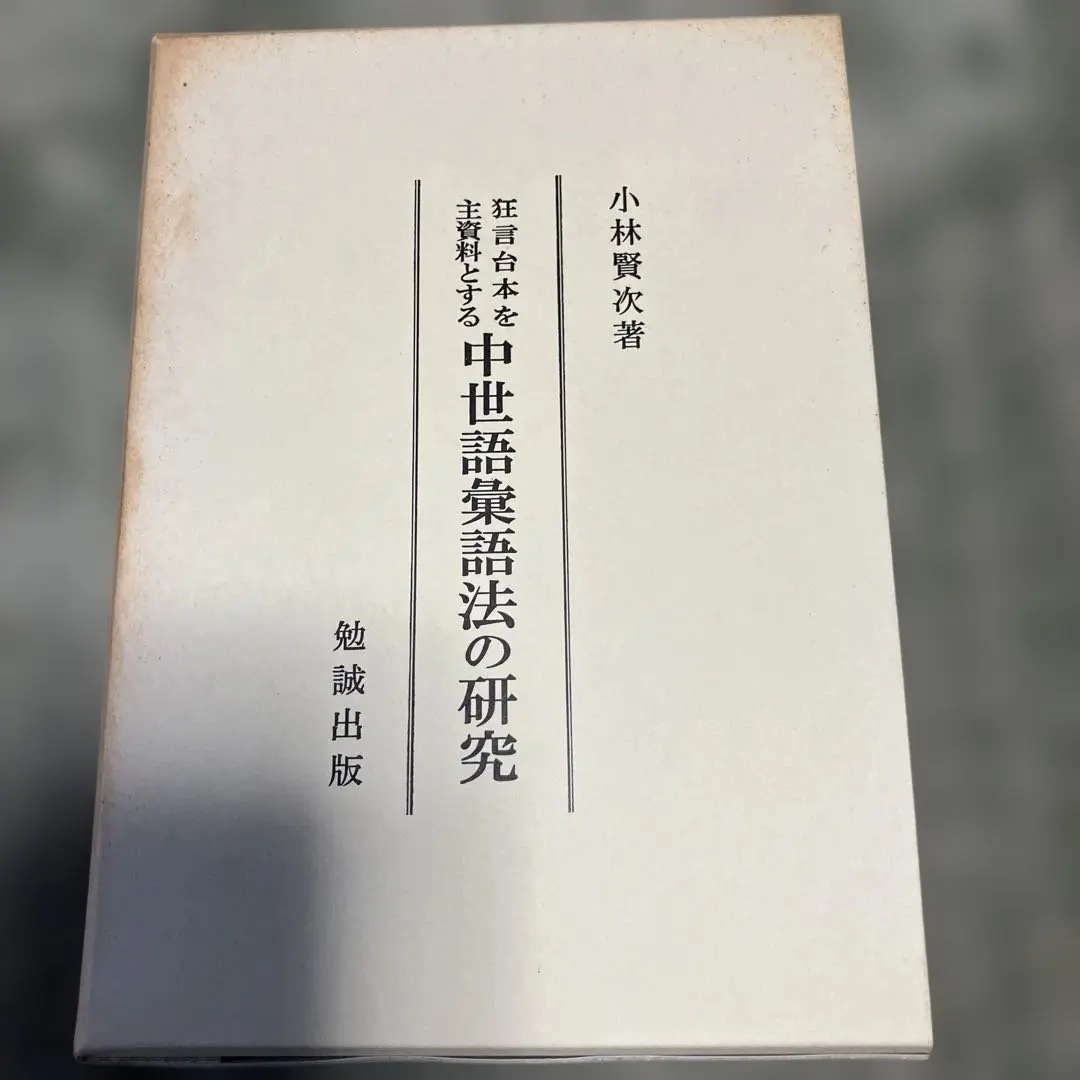 小林賢次著
狂言台本を
主資料とする
中世語彙語法の研究
勉誠出版